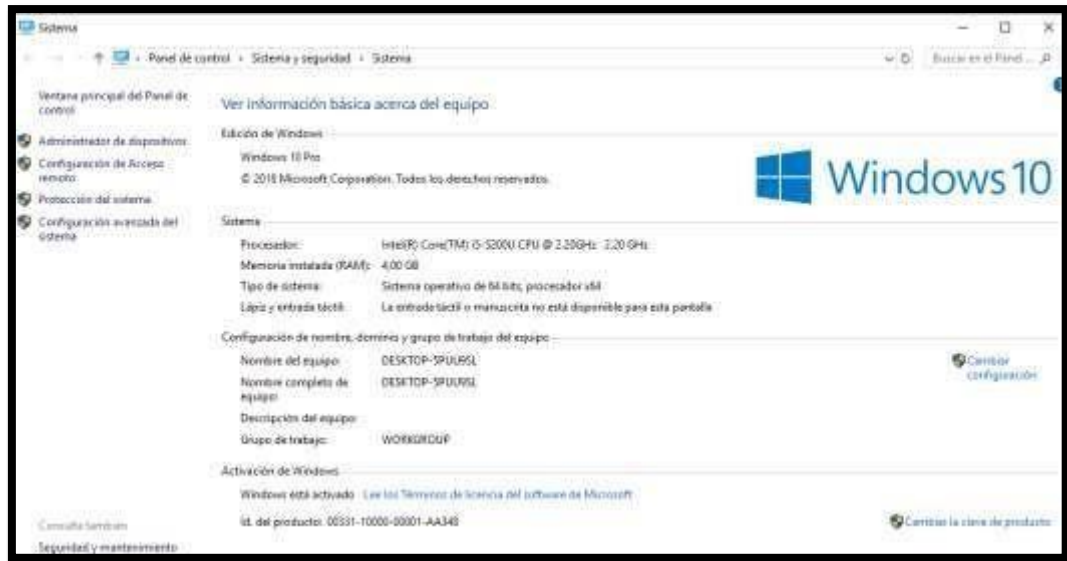 Sistema
Panel de control › Sistema y seguridad › Sistema
Buscar en el Panel ...
Ventana principal del Panel de
control
Administrador de dispositivos
Configuración de Acceso
remoto
Protección del sistema
Configuración avanzada del
sistema
Ver información básica acerca del equipo
Edición de Windows
Windows 10 Pro
© 2018 Microsoft Corporation. Todos los derechos reservados.
Windows 10
Sistema
Procesador: Intel(R) Core(TM) i5-5200U CPU @ 2.20GHz 2.20 GHz
Memoria instalada (RAM): 4,00 GB
Tipo de sistema: Sistema operativo de 64 bits, procesador x64
Lápiz y entrada táctil: La entrada táctil o manuscrita no está disponible para esta pantalla
Configuración de nombre, dominio y grupo de trabajo del equipo
Nombre del equipo:
Nombre completo de
equipo:
Cambiar
configuración
Descripción del equipo:
Grupo de trabajo: WORKGROUP
Activación de Windows
Windows está activado Lee los Términos de licencia del software de Microsoft
Id. del producto: 00331-10000-00001-AA348
Cambiar la clave de producto
Consulta también
Seguridad y mantenimiento